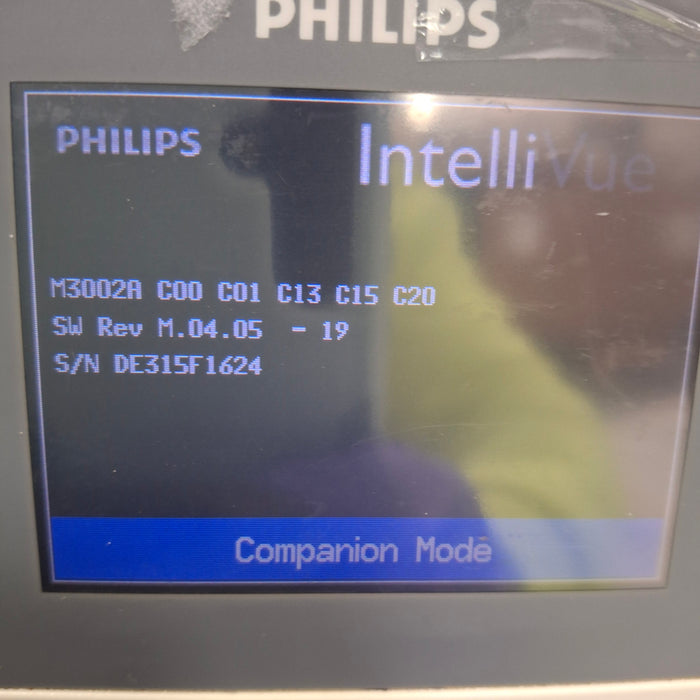 PHILIPS
PHILIPS IntelliVue
M3002A C00 C01 C13 C15 C20
SW Rev M.04.05 - 19
S/N DE315F1624
Companion Mode